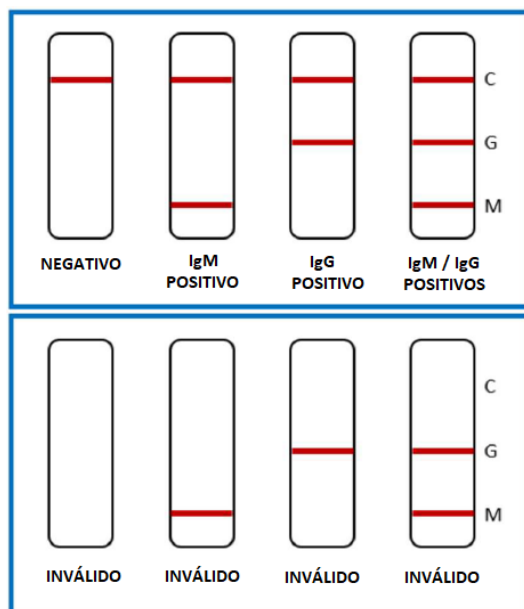 C
G
M
NEGATIVO
IgM
POSITIVO
IgG
POSITIVO
IgM / IgG
POSITIVOS
C
G
M
INVÁLIDO
INVÁLIDO
INVÁLIDO
INVÁLIDO